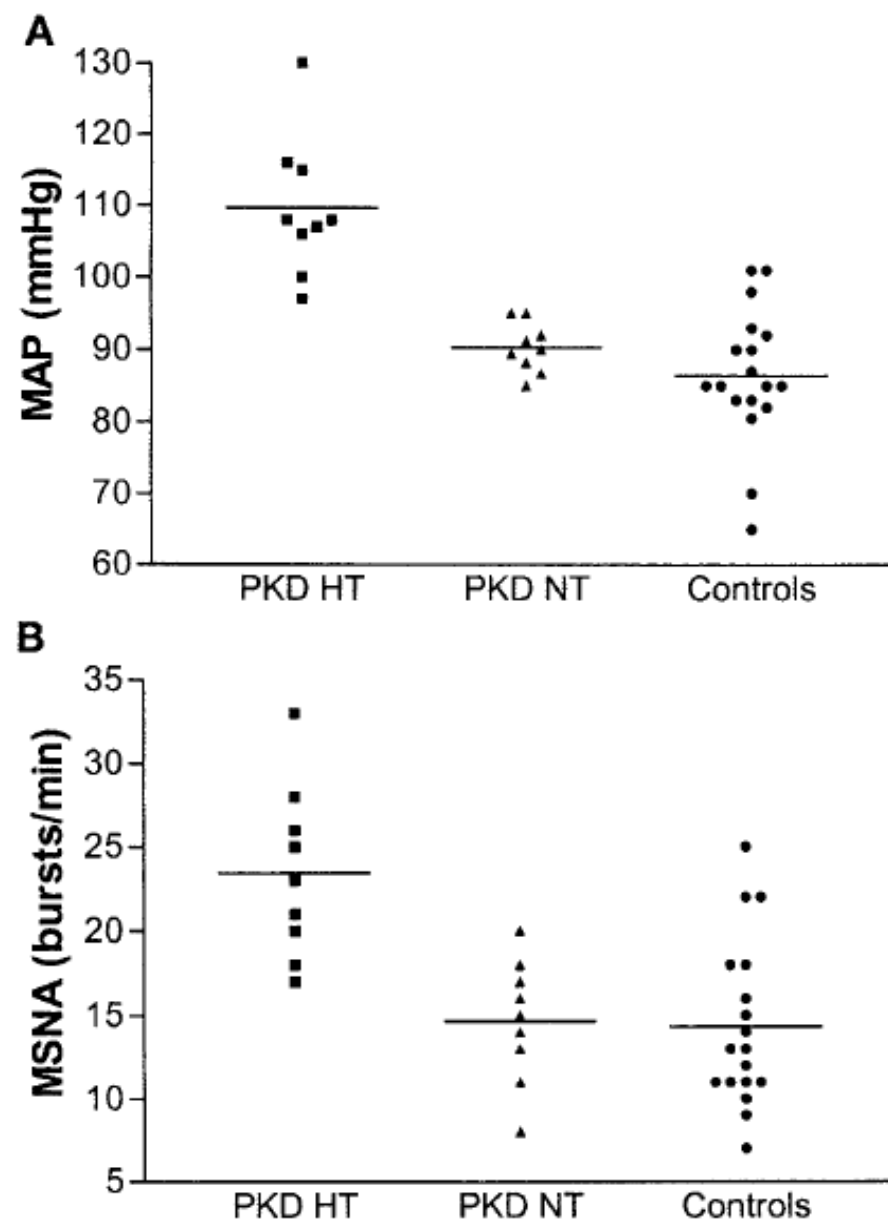 A
MAP (mmHg)
130
120
110
100
90
80
70
60
PKD HT PKD NT Controls
B
MSNA (bursts/min)
35
30
25
20
15
10
5
PKD HT PKD NT Controls